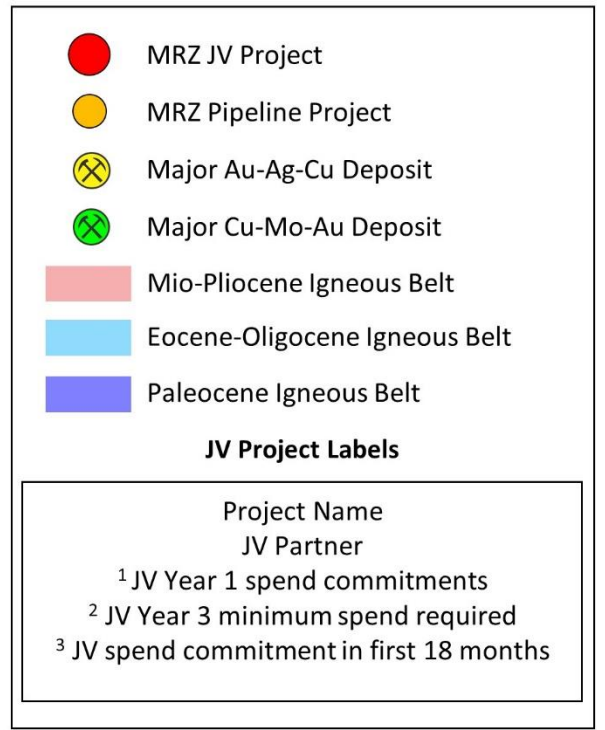 MRZ JV Project
MRZ Pipeline Project
Major Au-Ag-Cu Deposit
Major Cu-Mo-Au Deposit
Mio-Pliocene Igneous Belt
Eocene-Oligocene Igneous Belt
Paleocene Igneous Belt
JV Project Labels
Project Name
JV Partner
¹ JV Year 1 spend commitments
² JV Year 3 minimum spend required
³ JV spend commitment in first 18 months